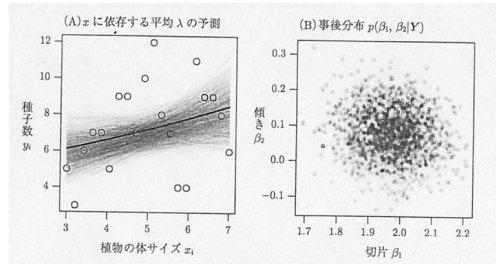 (A) x に依存する平均 λ の予測
12
10
8
6
4
種子数 yi
3 4 5 6 7
植物の体サイズ xi
(B) 事後分布 p(β1, β2|Y)
0.3
0.2
0.1
0.0
−0.1
傾き β2
1.7 1.8 1.9 2.0 2.1 2.2
切片 β1